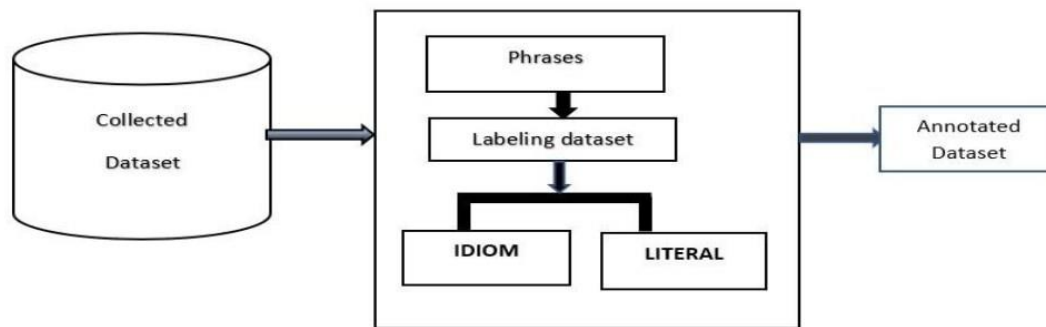 Collected
Dataset
Phrases
Labeling dataset
IDIOM
LITERAL
Annotated
Dataset